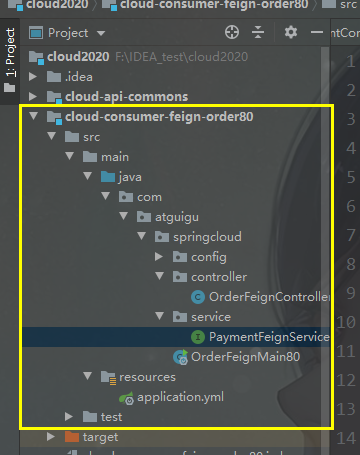 cloud2020 cloud-consumer-feign-order80 src
1: Project
Project
cloud2020 F:\IDEA_test\cloud2020
.idea
cloud-api-commons
cloud-consumer-feign-order80
src
main
java
com
atguigu
springcloud
config
controller
OrderFeignController
service
PaymentFeignService
OrderFeignMain80
resources
application.yml
test
target
1
2
3
4
5
6
7
8
9
10
11
12
13
14